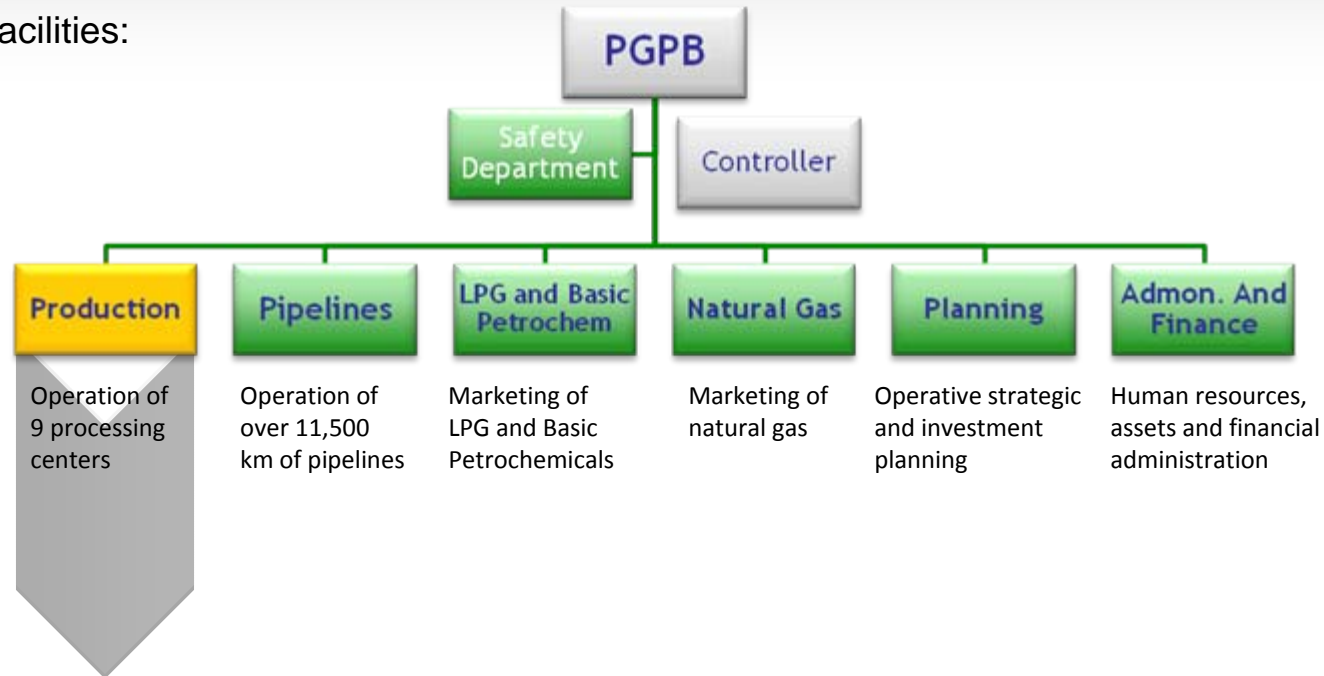 acilities:
PGPB
Safety
Department
Controller
Production
Pipelines
LPG and Basic
Petrochem
Natural Gas
Planning
Admon. And
Finance
Operation of
9 processing
centers
Operation of
over 11,500
km of pipelines
Marketing of
LPG and Basic
Petrochemicals
Marketing of
natural gas
Operative strategic
and investment
planning
Human resources,
assets and financial
administration